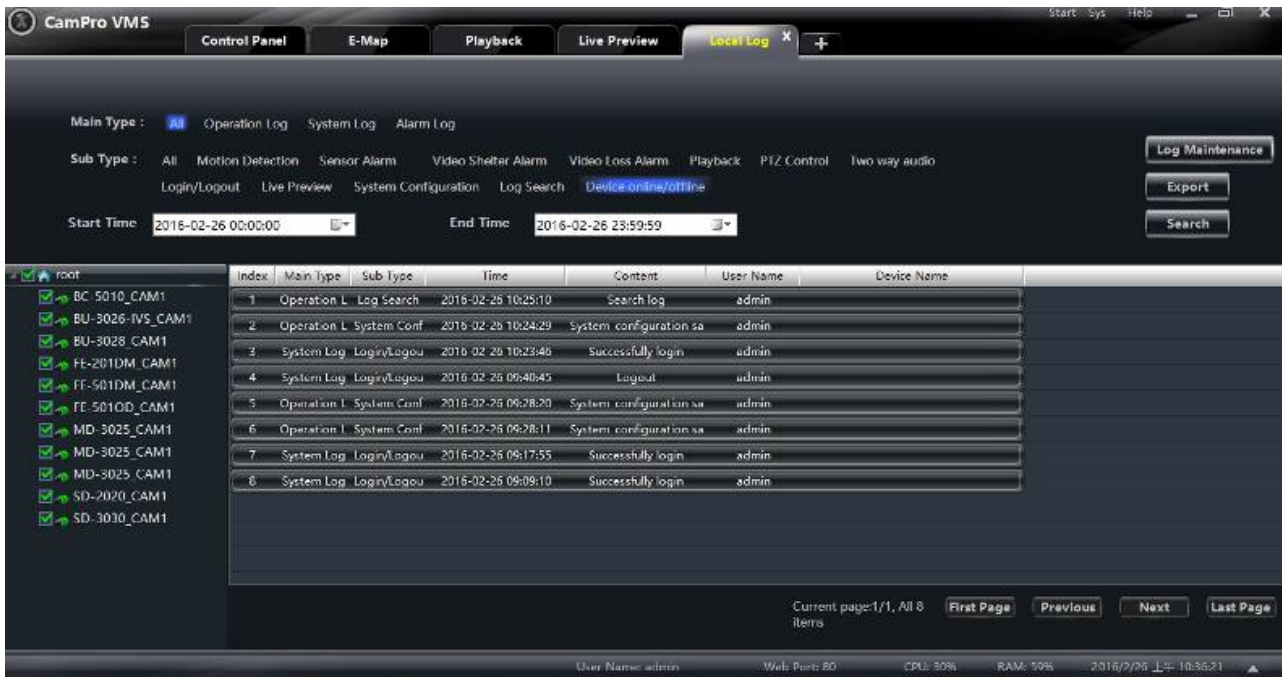 CamPro VMS
Start Sys Help
Control Panel E-Map Playback Live Preview Local Log X +
Main Type : All Operation Log System Log Alarm Log
Sub Type : All Motion Detection Sensor Alarm Video Shelter Alarm Video Loss Alarm Playback PTZ Control Two way audio
Login/Logout Live Preview System Configuration Log Search Device online/offline
Log Maintenance
Export
Start Time 2016-02-26 00:00:00 End Time 2016-02-26 23:59:59 Search
root
BC-5010_CAM1
BU-3026-IVS_CAM1
BU-3028_CAM1
FE-201DM_CAM1
FE-501DM_CAM1
FE-501OD_CAM1
MD-3025_CAM1
MD-3025_CAM1
MD-3025_CAM1
SD-2020_CAM1
SD-3030_CAM1
Index Main Type Sub Type Time Content User Name Device Name
1 Operation L Log Search 2016-02-26 10:25:10 Search log admin
2 Operation L System Conf 2016-02-26 10:24:29 System configuration sa admin
3 System Log Login/Logou 2016-02-26 10:23:46 Successfully login admin
4 System Log Login/Logou 2016-02-26 09:40:45 Logout admin
5 Operation L System Conf 2016-02-26 09:28:20 System configuration sa admin
6 Operation L System Conf 2016-02-26 09:28:11 System configuration sa admin
7 System Log Login/Logou 2016-02-26 09:17:55 Successfully login admin
8 System Log Login/Logou 2016-02-26 09:09:10 Successfully login admin
Current page:1/1, All 8
items
First Page Previous Next Last Page
User Name: admin Web Port: 80 CPU: 30% RAM: 59% 2016/2/26 上午 10:36:21